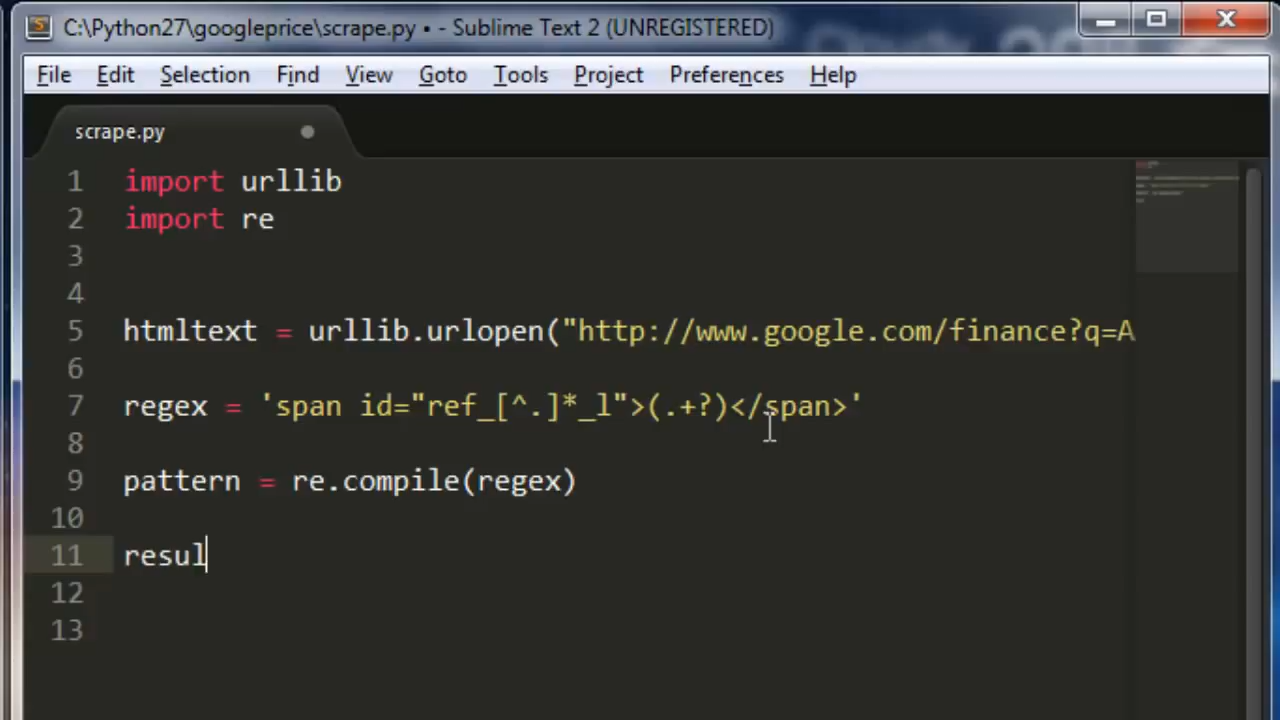 C:\Python27\googleprice\scrape.py • - Sublime Text 2 (UNREGISTERED)
File Edit Selection Find View Goto Tools Project Preferences Help
scrape.py
1 import urllib
2 import re
3
4
5 htmltext = urllib.urlopen("http://www.google.com/finance?q=A
6
7 regex = 'span id="ref_[^.]*_l">(.+?)</span>'
8
9 pattern = re.compile(regex)
10
11 resul
12
13